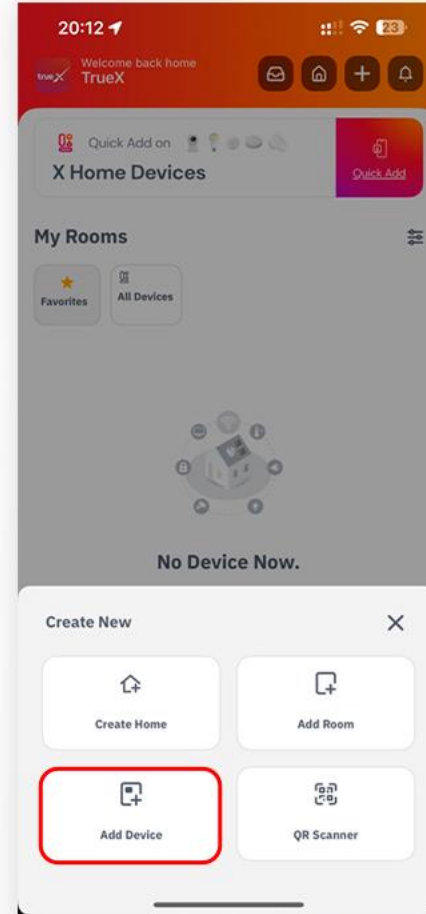 20:12
23
true X
Welcome back home
TrueX
Quick Add on
X Home Devices
Quick Add
My Rooms
Favorites
All Devices
No Device Now.
Create New
Create Home
Add Room
Add Device
QR Scanner